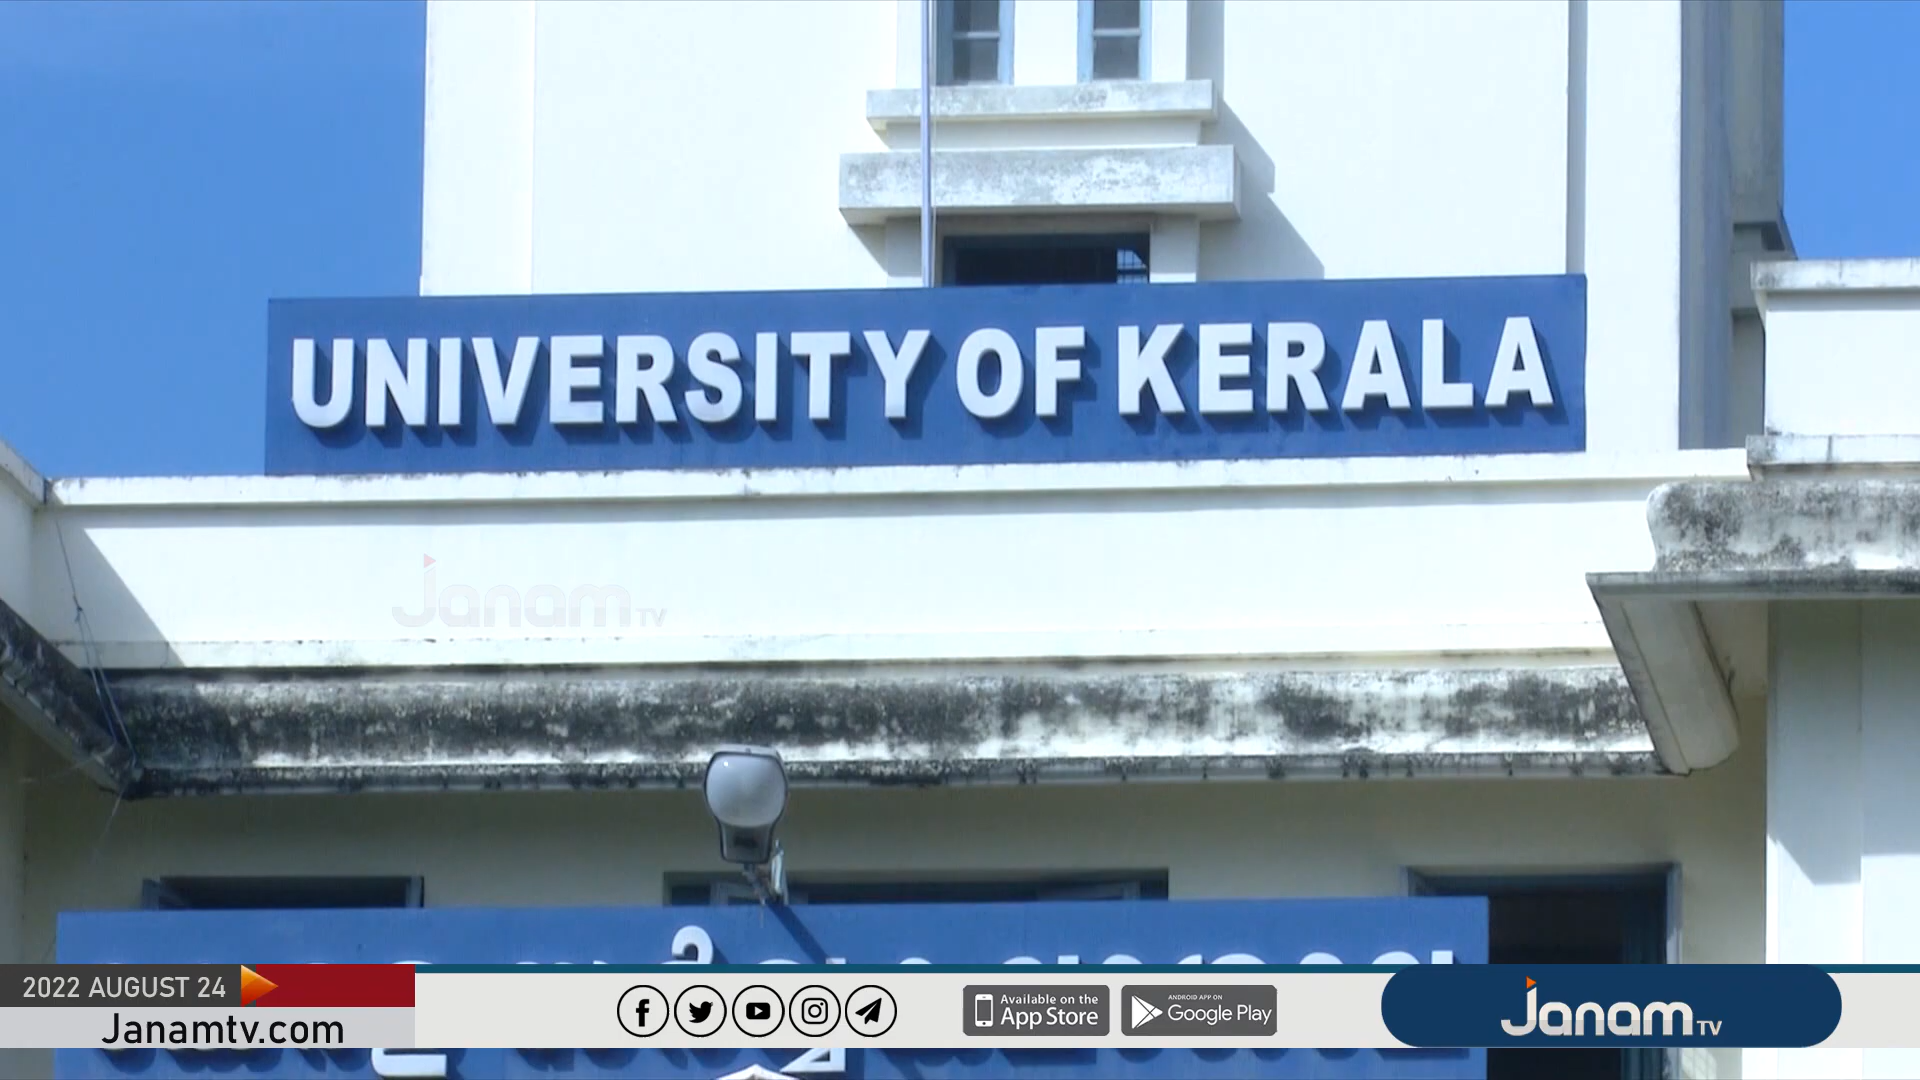 UNIVERSITY OF KERALA
Janam TV
2022 AUGUST 24
Janamtv.com
Available on the
App Store
ANDROID APP ON
Google Play
Janam TV